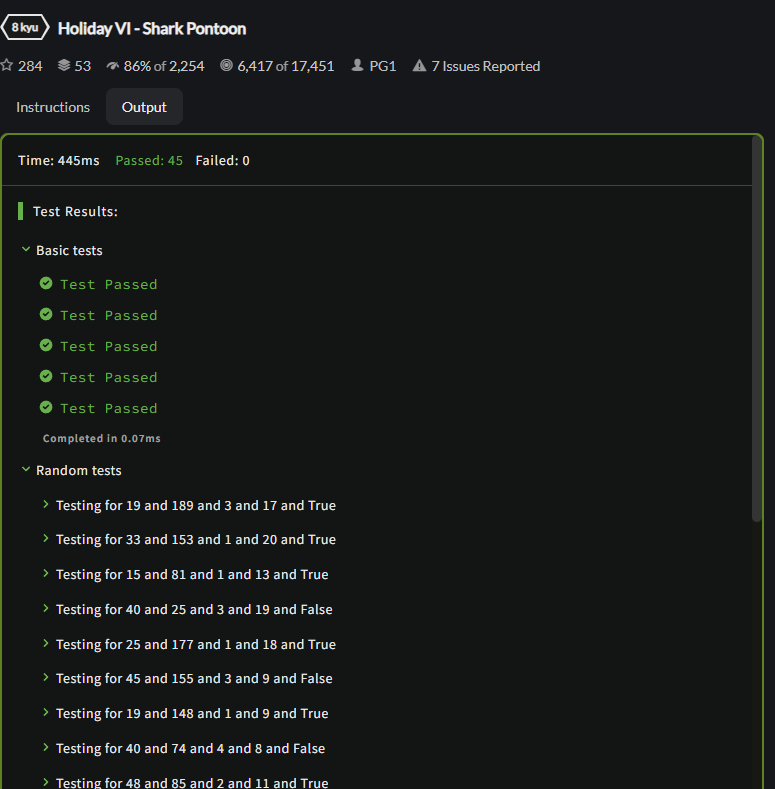 8 kyu Holiday VI - Shark Pontoon
284 53 86% of 2,254 6,417 of 17,451 PG1 7 Issues Reported
Instructions Output
Time: 445ms Passed: 45 Failed: 0
Test Results:
Basic tests
Test Passed
Test Passed
Test Passed
Test Passed
Test Passed
Completed in 0.07ms
Random tests
Testing for 19 and 189 and 3 and 17 and True
Testing for 33 and 153 and 1 and 20 and True
Testing for 15 and 81 and 1 and 13 and True
Testing for 40 and 25 and 3 and 19 and False
Testing for 25 and 177 and 1 and 18 and True
Testing for 45 and 155 and 3 and 9 and False
Testing for 19 and 148 and 1 and 9 and True
Testing for 40 and 74 and 4 and 8 and False
Testing for 48 and 85 and 2 and 11 and True